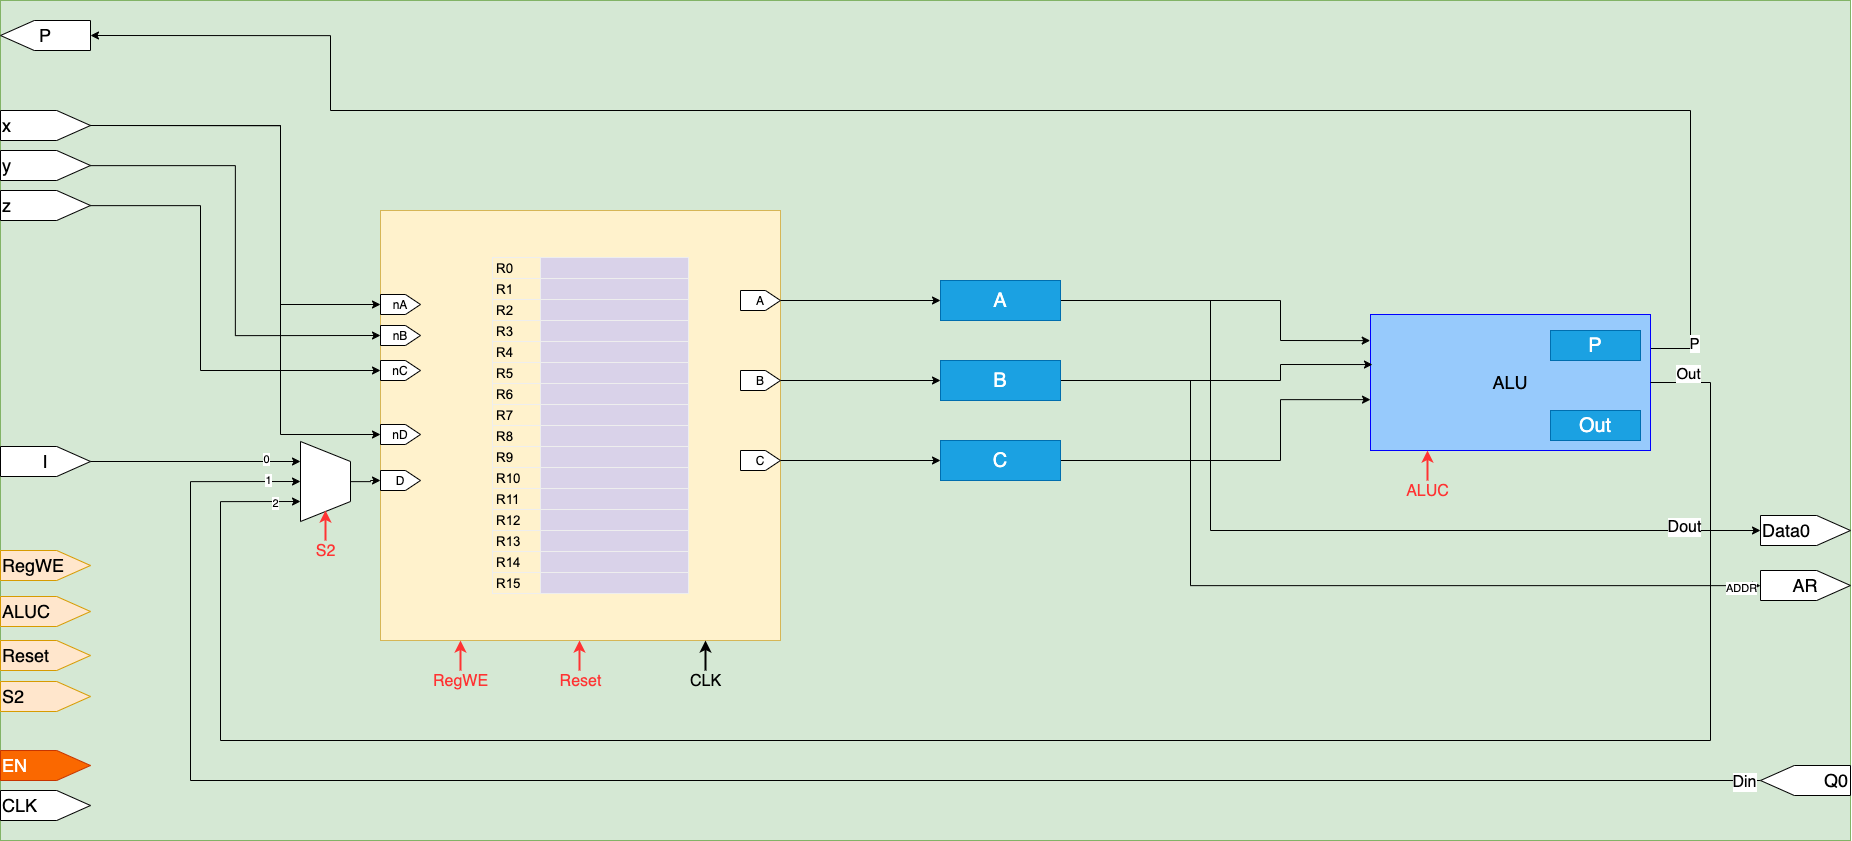 P
x
y
z
R0
R1
R2
R3
R4
R5
R6
R7
R8
R9
R10
R11
R12
R13
R14
R15
nA
nB
nC
nD
D
A
B
C
A
B
C
P
ALU
Out
P
Out
ALUC
I
0
1
2
S2
Dout
Data0
ADDR
AR
RegWE
ALUC
Reset
S2
RegWE
Reset
CLK
EN
CLK
Din
Q0